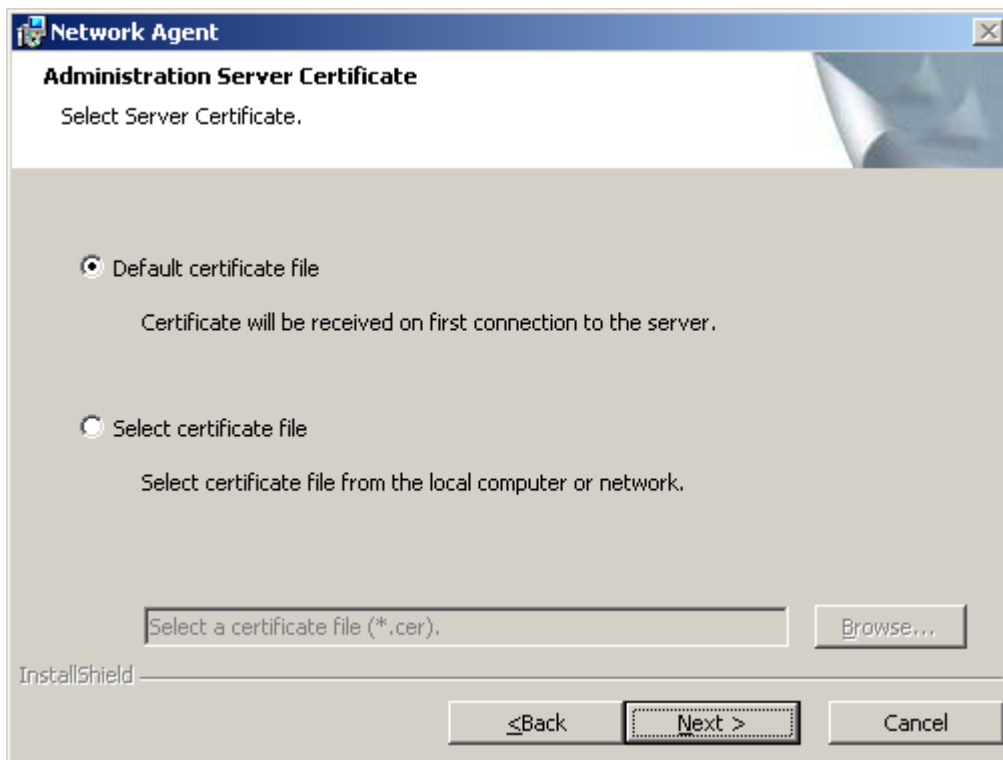 Network Agent
Administration Server Certificate
Select Server Certificate.
Default certificate file
Certificate will be received on first connection to the server.
Select certificate file
Select certificate file from the local computer or network.
Select a certificate file (*.cer).
Browse...
InstallShield
<Back
Next >
Cancel